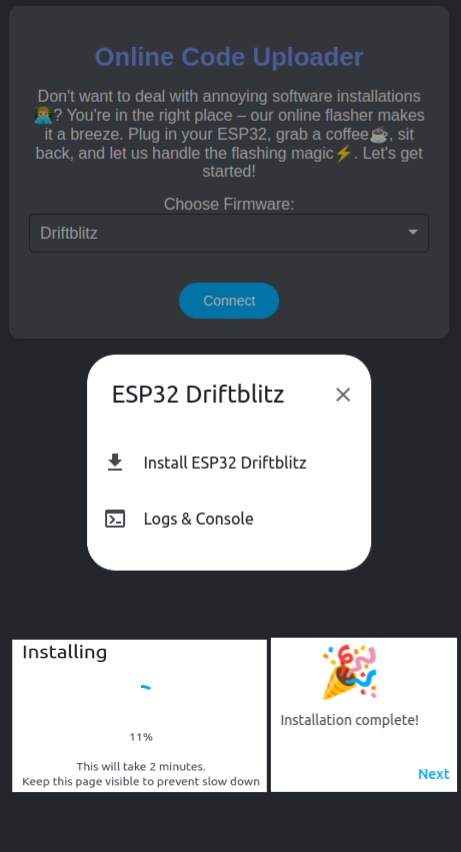 Online Code Uploader
Don't want to deal with annoying software installations
👨🏽‍💻? You're in the right place – our online flasher makes
it a breeze. Plug in your ESP32, grab a coffee☕, sit
back, and let us handle the flashing magic⚡. Let's get
started!
Choose Firmware:
Driftblitz
Connect
ESP32 Driftblitz
Install ESP32 Driftblitz
Logs & Console
Installing
11%
This will take 2 minutes.
Keep this page visible to prevent slow down
Installation complete!
Next